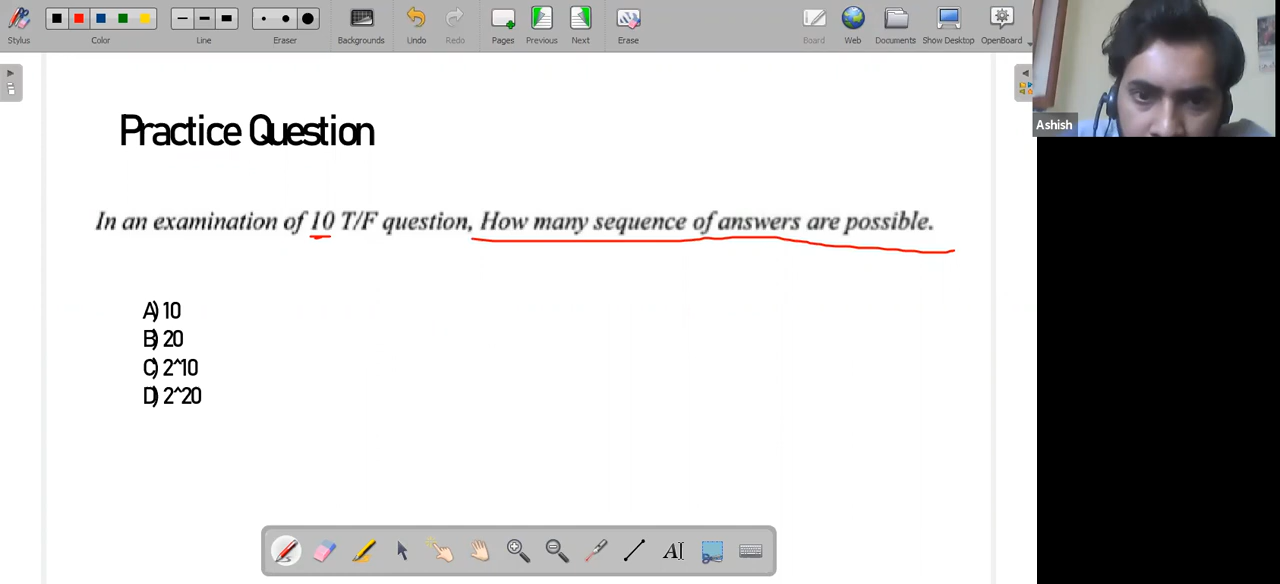 Stylus
Color
Line
Eraser
Backgrounds
Undo
Redo
Pages
Previous
Next
Erase
Board
Web
Documents
Show Desktop
OpenBoard
Ashish
Practice Question
In an examination of 10 T/F question, How many sequence of answers are possible.
A) 10
B) 20
C) 2^10
D) 2^20
A